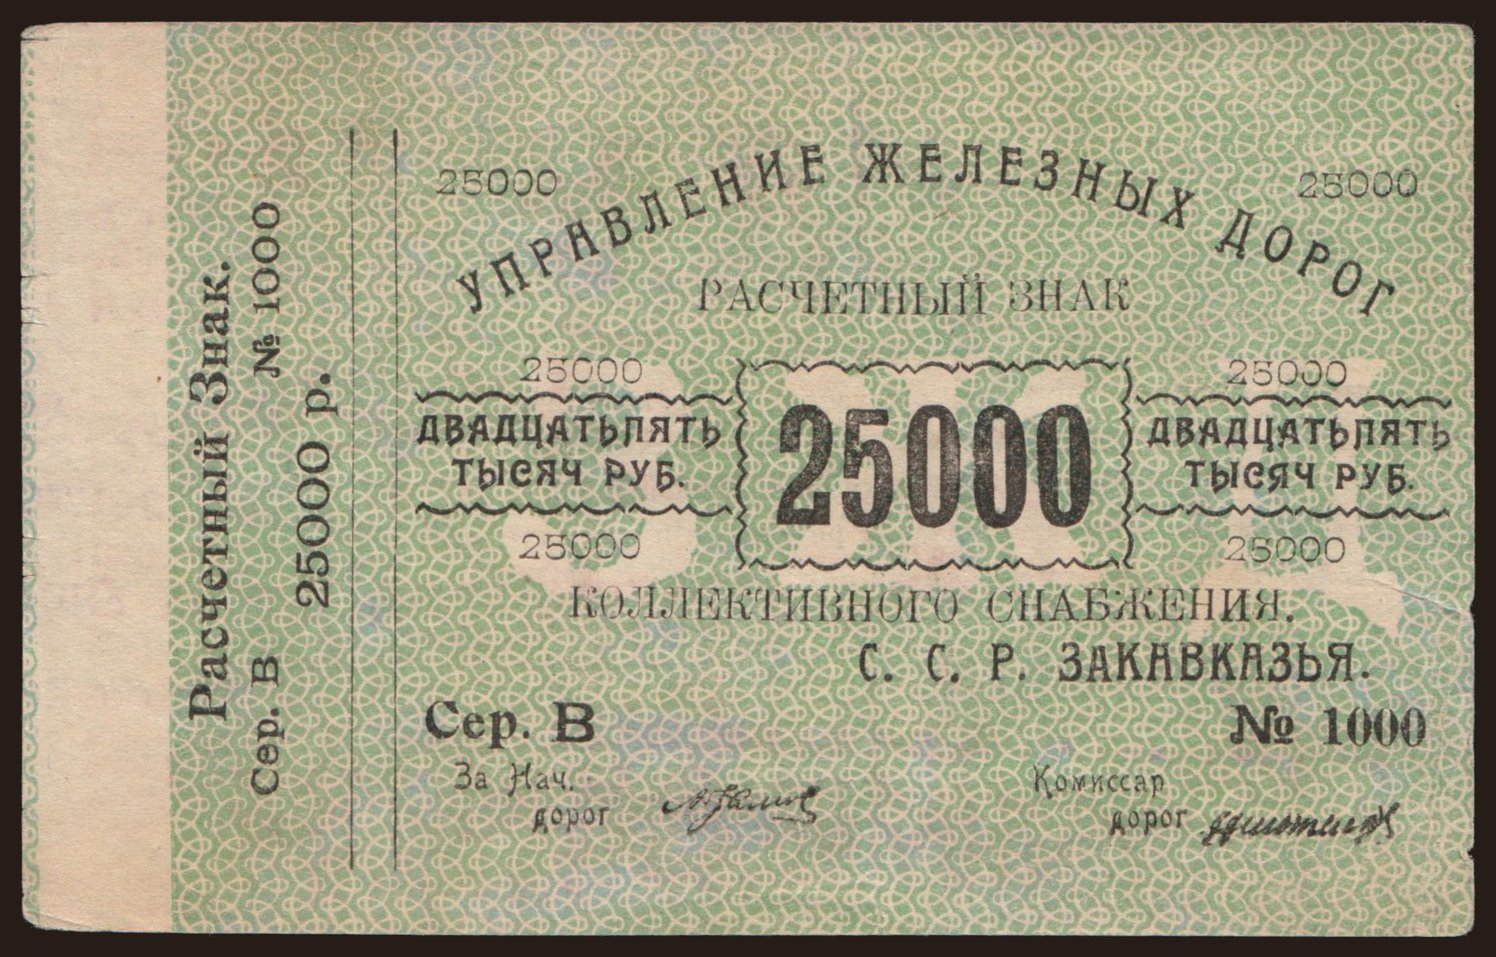 Расчетный Знак.
Сер. В № 1000
25000 р.
УПРАВЛЕНИЕ ЖЕЛЕЗНЫХ ДОРОГ
25000 25000
РАСЧЕТНЫЙ ЗНАК
25000 25000
ЗЖД
ДВАДЦАТЬПЯТЬ
ТЫСЯЧ РУБ.
25000
ДВАДЦАТЬПЯТЬ
ТЫСЯЧ РУБ.
25000 25000
КОЛЛЕКТИВНОГО СНАБЖЕНИЯ.
С. С. Р. ЗАКАВКАЗЬЯ.
Сер. В № 1000
За Нач.
дорог
Комиссар
дорог